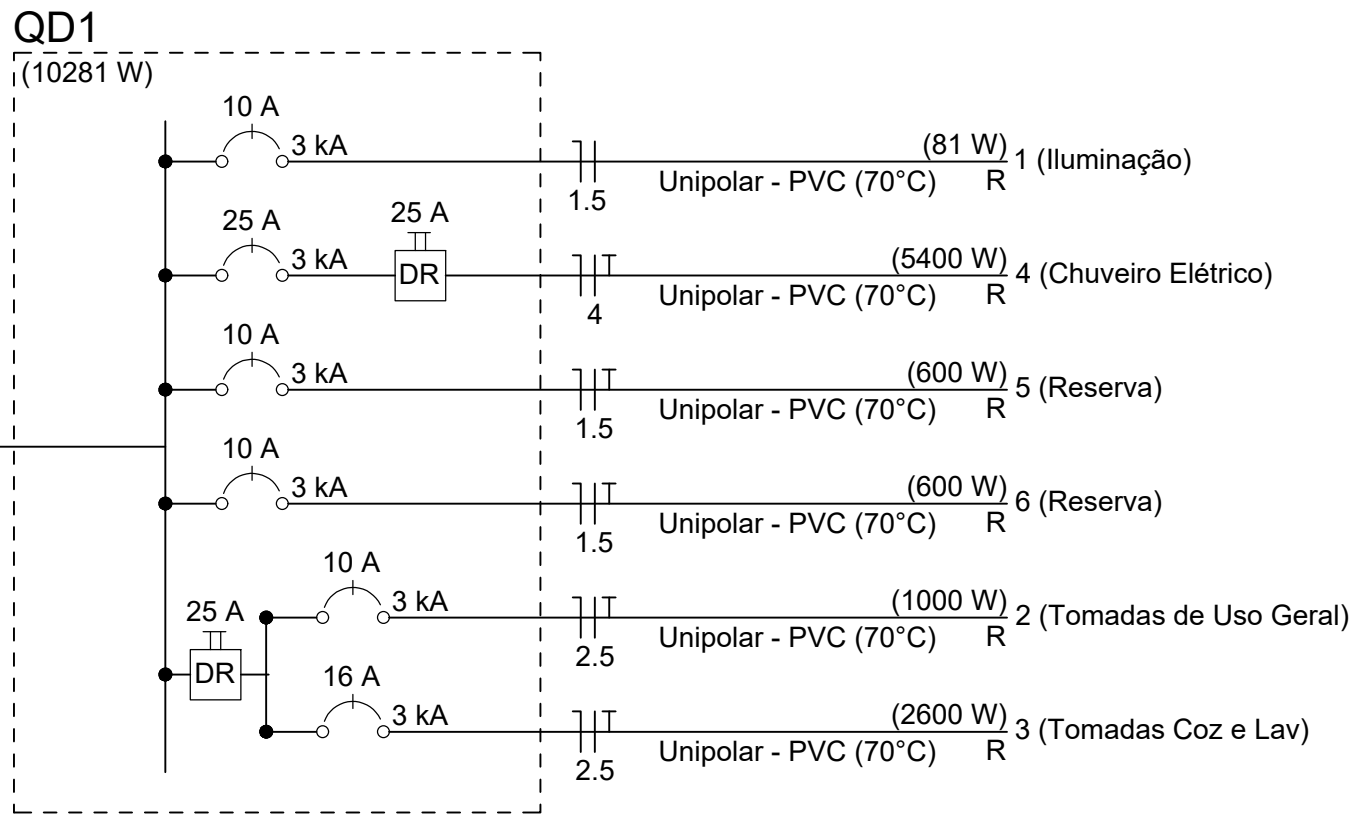 QD1
(10281 W)
10 A
3 kA
1.5
(81 W)
Unipolar - PVC (70°C)
R
1 (Iluminação)
25 A
3 kA
25 A
DR
4
(5400 W)
Unipolar - PVC (70°C)
R
4 (Chuveiro Elétrico)
10 A
3 kA
1.5
(600 W)
Unipolar - PVC (70°C)
R
5 (Reserva)
10 A
3 kA
1.5
(600 W)
Unipolar - PVC (70°C)
R
6 (Reserva)
25 A
DR
10 A
3 kA
2.5
(1000 W)
Unipolar - PVC (70°C)
R
2 (Tomadas de Uso Geral)
16 A
3 kA
2.5
(2600 W)
Unipolar - PVC (70°C)
R
3 (Tomadas Coz e Lav)